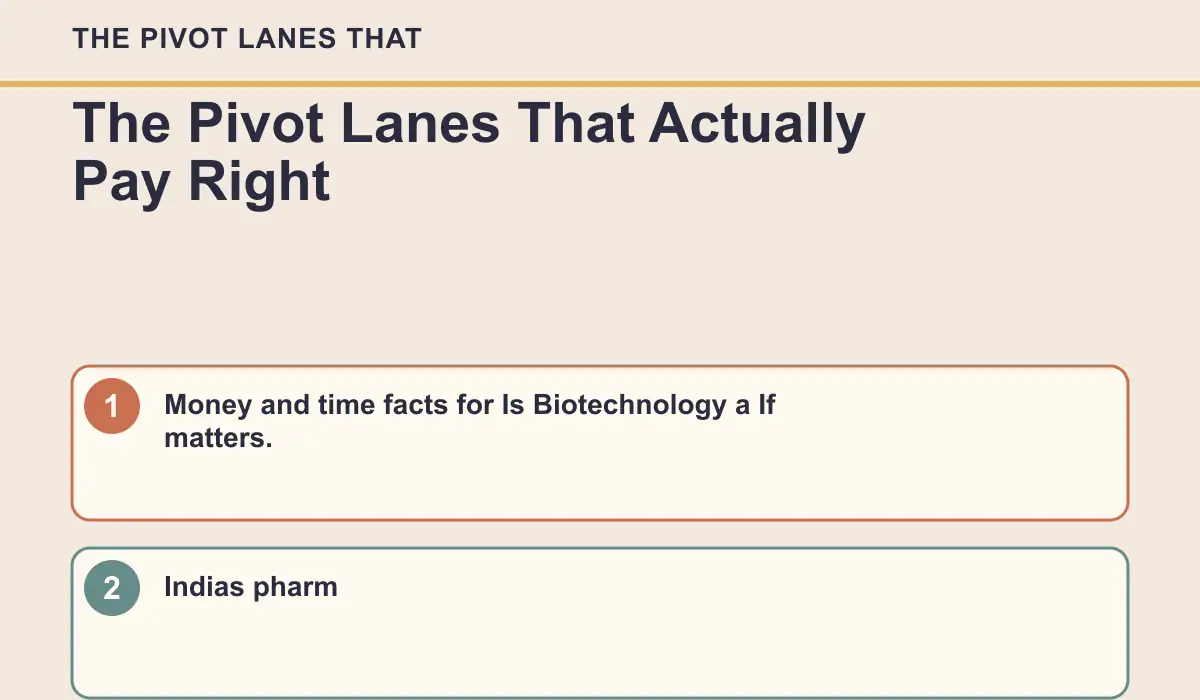 THE PIVOT LANES THAT
The Pivot Lanes That Actually
Pay Right
1
Money and time facts for Is Biotechnology a If
matters.
2
Indias pharm